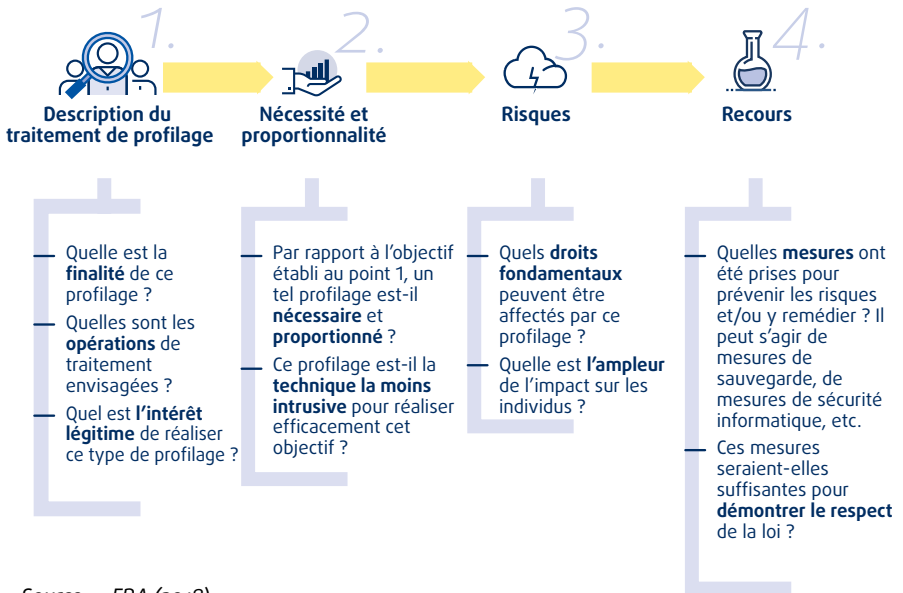 1.
Description du
traitement de profilage
Quelle est la
finalité de ce
profilage ?
Quelles sont les
opérations de
traitement
envisagées ?
Quel est l’intérêt
légitime de réaliser
ce type de profilage ?
2.
Nécessité et
proportionnalité
Par rapport à l’objectif
établi au point 1, un
tel profilage est-il
nécessaire et
proportionné ?
Ce profilage est-il la
technique la moins
intrusive pour réaliser
efficacement cet
objectif ?
3.
Risques
Quels droits
fondamentaux
peuvent être
affectés par ce
profilage ?
Quelle est l’ampleur
de l’impact sur les
individus ?
4.
Recours
Quelles mesures ont
été prises pour
prévenir les risques
et/ou y remédier ? Il
peut s’agir de
mesures de
sauvegarde, de
mesures de sécurité
informatique, etc.
Ces mesures
seraient-elles
suffisantes pour
démontrer le respect
de la loi ?